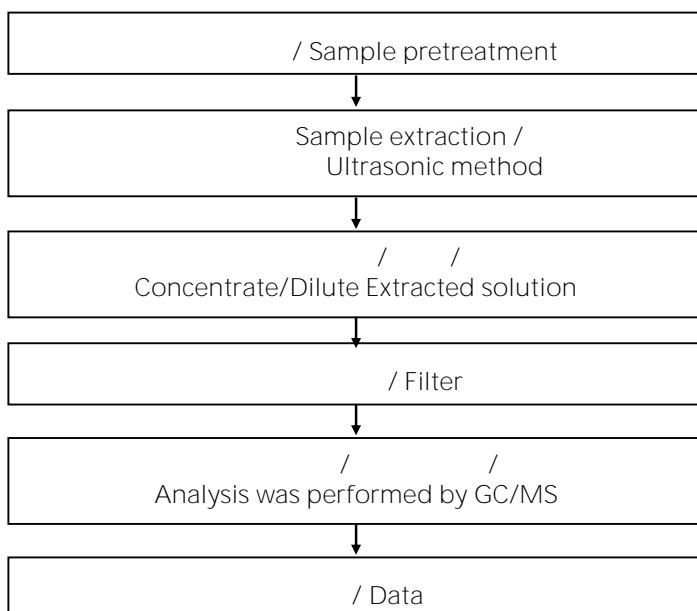 / Sample pretreatment
Sample extraction /
Ultrasonic method
/ /
Concentrate/Dilute Extracted solution
/ Filter
/ /
Analysis was performed by GC/MS
/ Data